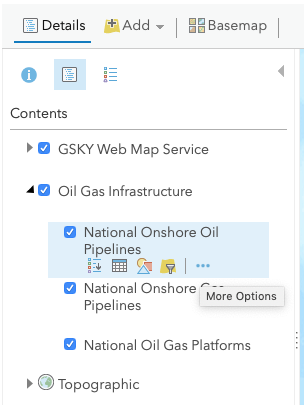 Details Add Basemap
Contents
GSKY Web Map Service
Oil Gas Infrastructure
National Onshore Oil
Pipelines
National Onshore Gas
Pipelines
More Options
National Oil Gas Platforms
Topographic